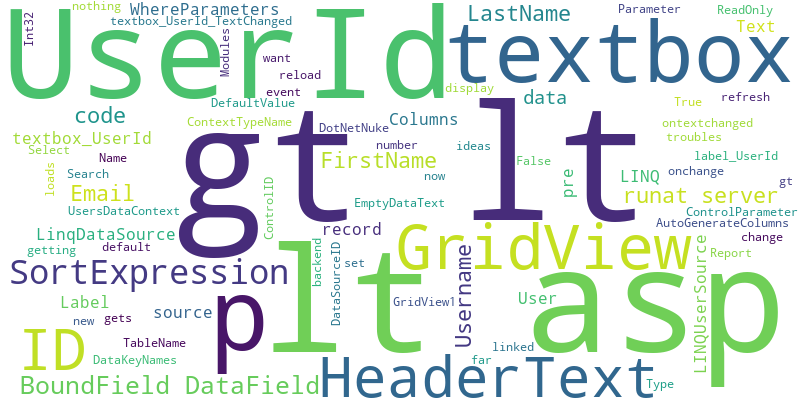 nothing
WhereParameters
textbox_UserId_TextChanged
LastName
Parameter
ReadOnly
Int32
UserId
textbox
Text
Modules
want
reload
event
display
DefaultValue
data
True
refresh
code
ContextTypeName
DotNetNuke
Columns
ontextchanged
troubles
textbox_UserId
gt
lt
number
ideas
label_UserId
Select
Name
FirstName
False
onchange
loads
Search
now
LINQ
gt
Email
pre
runat server
UsersDataContext
ControlID
EmptyDataText
ControlParameter
LinqDataSource
record
GridView
AutoGenerateColumns
getting
default
backend
change
SortExpression
set
DataSourceID
Username
Report
p
lt
asp
LINQUserSource
Label
source
GridView1
User
new
gets
ID
TableName
linked
DataKeyNames
far
BoundField DataField
HeaderText
Type